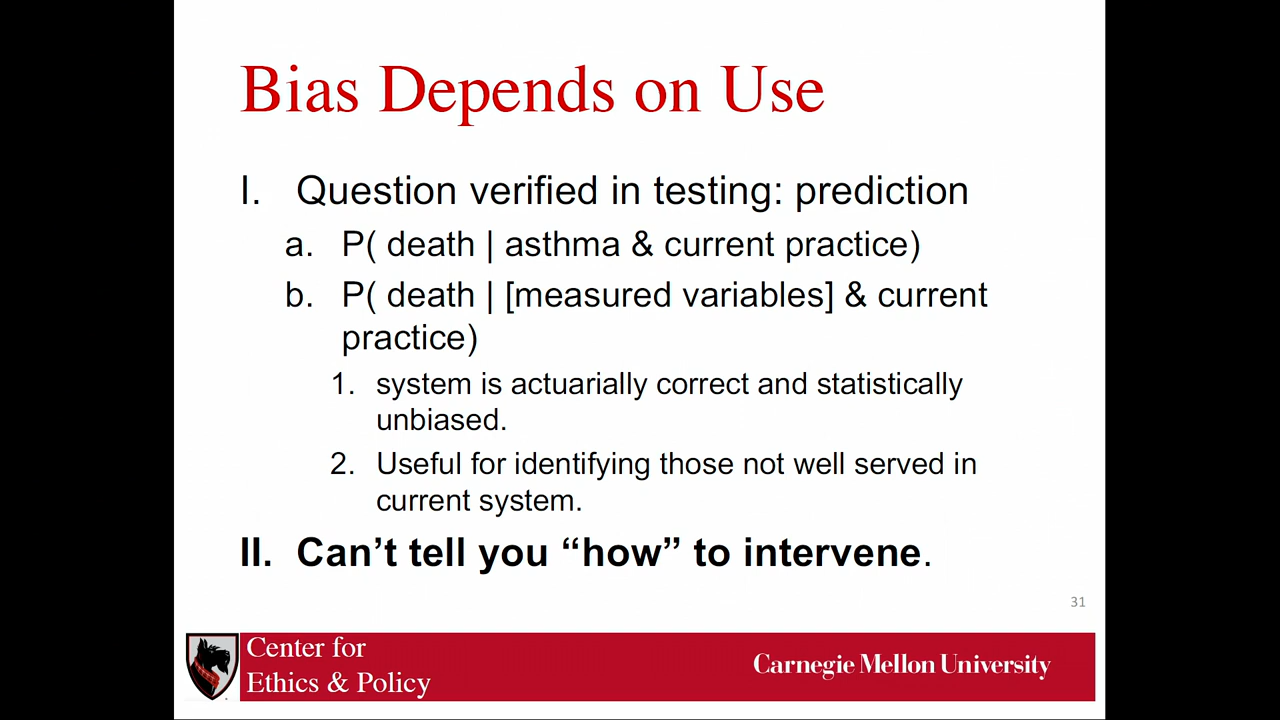 Bias Depends on Use
I. Question verified in testing: prediction
a. P( death | asthma & current practice)
b. P( death | [measured variables] & current
practice)
1. system is actuarially correct and statistically
unbiased.
2. Useful for identifying those not well served in
current system.
II. Can’t tell you “how” to intervene.
31
Center for
Ethics & Policy
Carnegie Mellon University